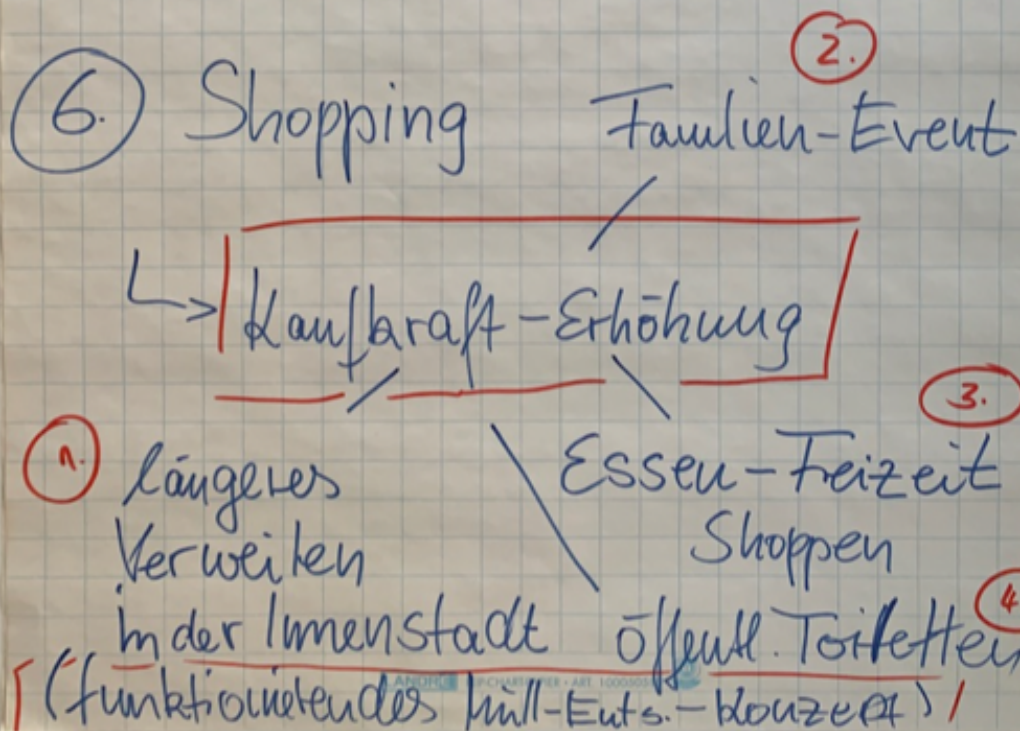 2.
6. Shopping Familien-Event
Kaufkraft-Erhöhung
3.
1. längeres Essen-Freizeit
Verweilen Shoppen
4
in der Innenstadt öffentl. Toiletten
(funktionierendes Müll-Ents.-Konzept)